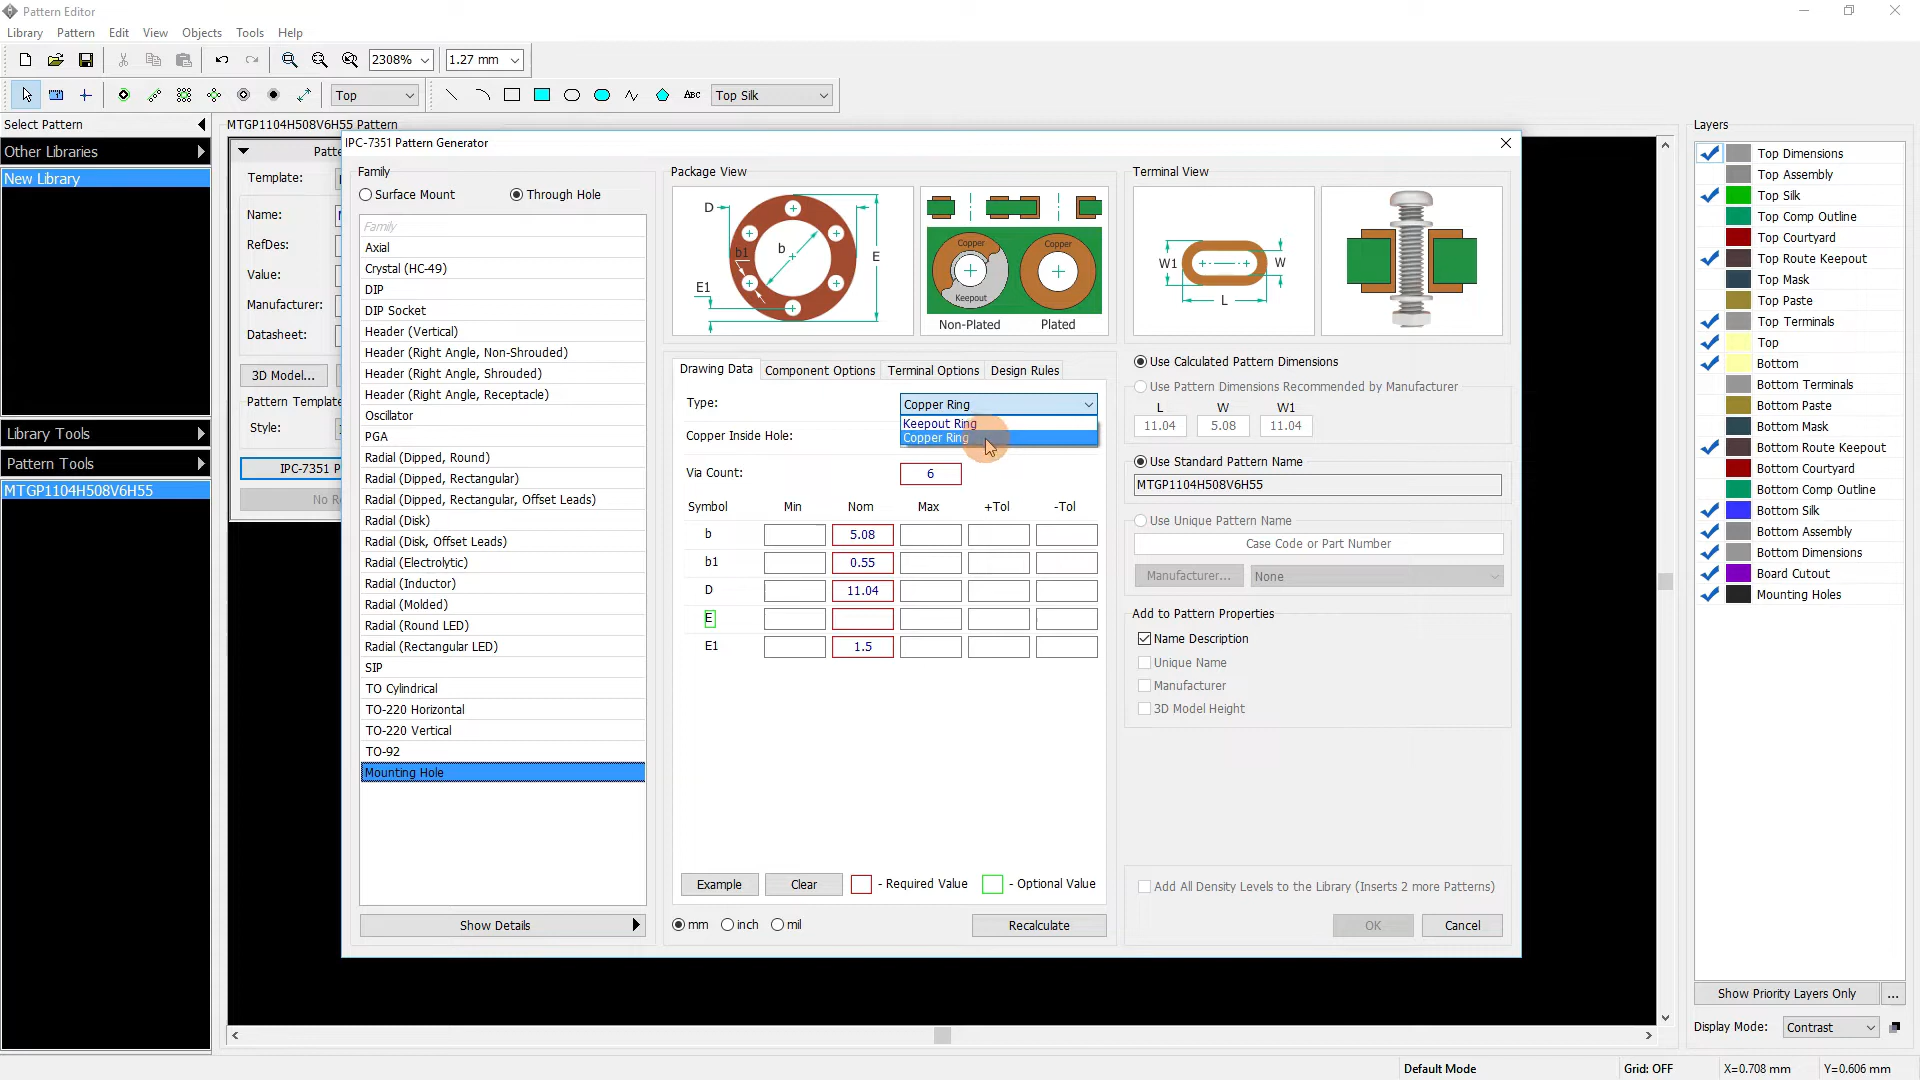 Pattern Editor
Library Pattern Edit View Objects Tools Help
2308% 1.27 mm
Top Abc Top Silk
Select Pattern
Other Libraries
New Library
Library Tools
Pattern Tools
MTGP1104H508V6H55
MTGP1104H508V6H55 Pattern
Patte
Template:
Name:
RefDes:
Value:
Manufacturer:
Datasheet:
3D Model...
Pattern Template
Style:
IPC-7351 P
No R
IPC-7351 Pattern Generator
Family
Surface Mount Through Hole
Family
Axial
Crystal (HC-49)
DIP
DIP Socket
Header (Vertical)
Header (Right Angle, Non-Shrouded)
Header (Right Angle, Shrouded)
Header (Right Angle, Receptacle)
Oscillator
PGA
Radial (Dipped, Round)
Radial (Dipped, Rectangular)
Radial (Dipped, Rectangular, Offset Leads)
Radial (Disk)
Radial (Disk, Offset Leads)
Radial (Electrolytic)
Radial (Inductor)
Radial (Molded)
Radial (Round LED)
Radial (Rectangular LED)
SIP
TO Cylindrical
TO-220 Horizontal
TO-220 Vertical
TO-92
Mounting Hole
Show Details
Package View
D b b1 E E1
Copper Copper
Keepout
Non-Plated Plated
Drawing Data Component Options Terminal Options Design Rules
Type: Copper Ring
Keepout Ring
Copper Ring
Copper Inside Hole:
Via Count: 6
Symbol Min Nom Max +Tol -Tol
b 5.08
b1 0.55
D 11.04
E
E1 1.5
Example Clear - Required Value - Optional Value
mm inch mil Recalculate
Terminal View
W1 W L
Use Calculated Pattern Dimensions
Use Pattern Dimensions Recommended by Manufacturer
L W W1
11.04 5.08 11.04
Use Standard Pattern Name
MTGP1104H508V6H55
Use Unique Pattern Name
Case Code or Part Number
Manufacturer... None
Add to Pattern Properties
Name Description
Unique Name
Manufacturer
3D Model Height
Add All Density Levels to the Library (Inserts 2 more Patterns)
OK Cancel
Layers
Top Dimensions
Top Assembly
Top Silk
Top Comp Outline
Top Courtyard
Top Route Keepout
Top Mask
Top Paste
Top Terminals
Top
Bottom
Bottom Terminals
Bottom Paste
Bottom Mask
Bottom Route Keepout
Bottom Courtyard
Bottom Comp Outline
Bottom Silk
Bottom Assembly
Bottom Dimensions
Board Cutout
Mounting Holes
Show Priority Layers Only ...
Display Mode: Contrast
Default Mode Grid: OFF X=0.708 mm Y=0.606 mm